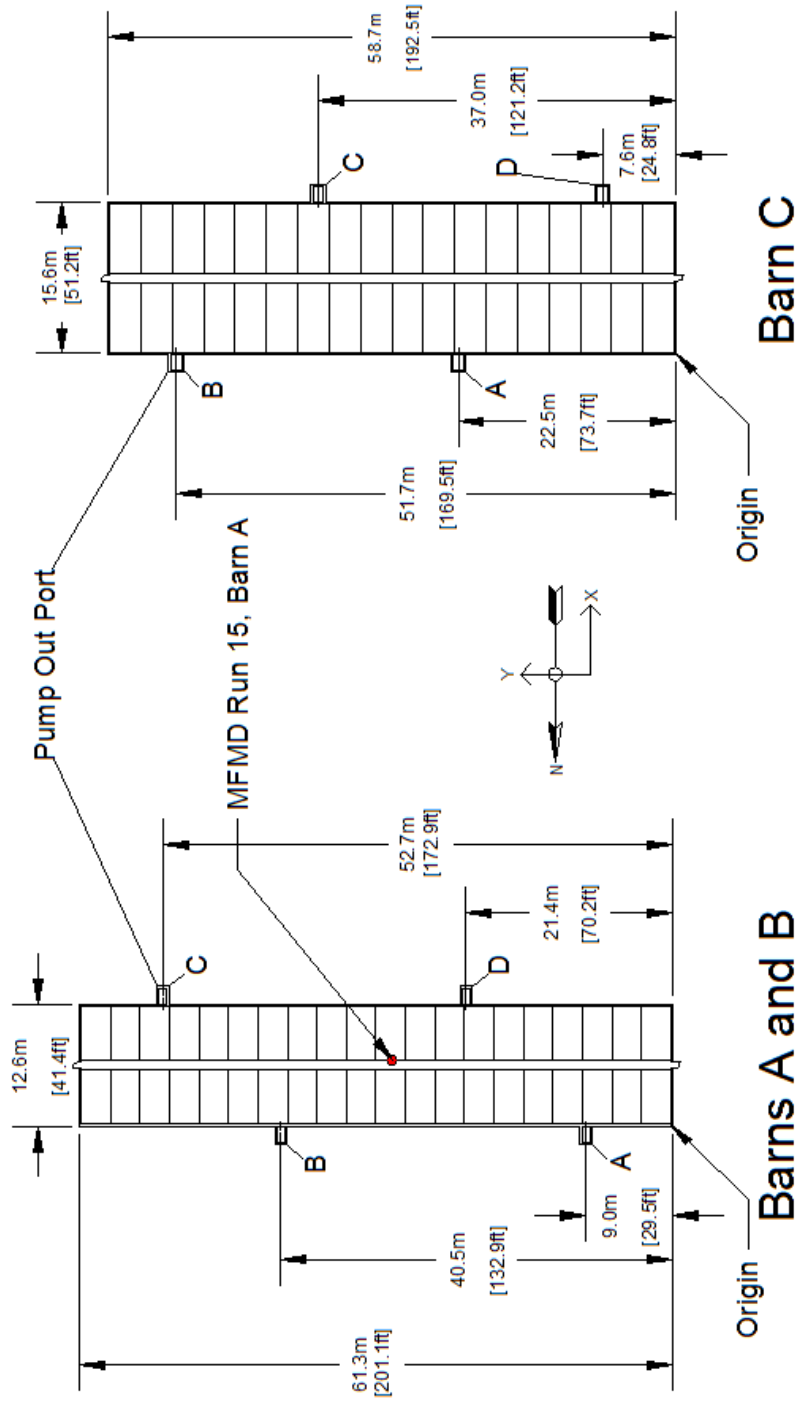 Pump Out Port
MFMD Run 15, Barn A
12.6m
[41.4ft]
61.3m
[201.1ft]
40.5m
[132.9ft]
9.0m
[29.5ft]
52.7m
[172.9ft]
21.4m
[70.2ft]
A
B
C
D
Origin
Barns A and B
N
Y
X
15.6m
[51.2ft]
58.7m
[192.5ft]
37.0m
[121.2ft]
7.6m
[24.8ft]
51.7m
[169.5ft]
22.5m
[73.7ft]
A
B
C
D
Origin
Barn C